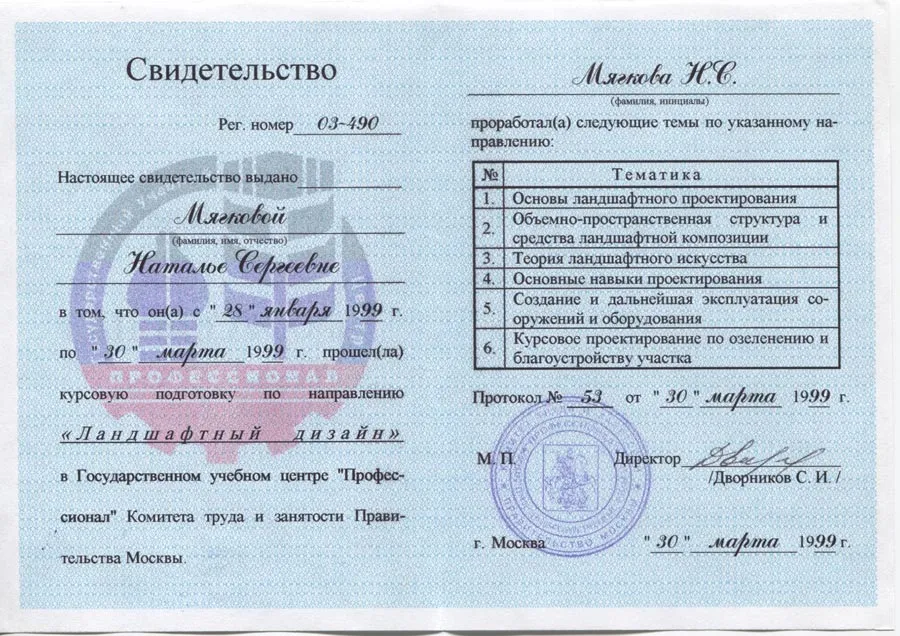 Свидетельство
Рег. номер 03-490
Настоящее свидетельство выдано
Мягковой
(фамилия, имя, отчество)
Наталье Сергеевне
в том, что он(а) с "28" января 1999 г.
по "30" марта 1999 г. прошел(ла)
курсовую подготовку по направлению
«Ландшафтный дизайн»
в Государственном учебном центре "Профес-
сионал" Комитета труда и занятости Прави-
тельства Москвы.
ПРОФЕССИОНАЛ
Мягкова Н.С.
(фамилия, инициалы)
проработал(а) следующие темы по указанному на-
правлению:
№ Тематика
1. Основы ландшафтного проектирования
2. Объемно-пространственная структура и
средства ландшафтной композиции
3. Теория ландшафтного искусства
4. Основные навыки проектирования
5. Создание и дальнейшая эксплуатация со-
оружений и оборудования
6. Курсовое проектирование по озеленению и
благоустройству участка
Протокол № 53 от "30" марта 1999 г.
М. П. Директор
/Дворников С. И. /
ПРАВИТЕЛЬСТВО МОСКВЫ
г. Москва "30" марта 1999 г.